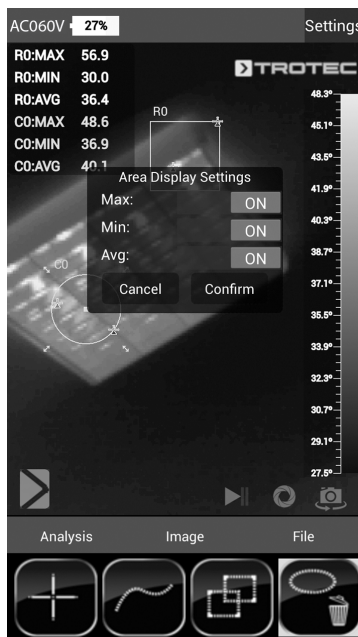 AC060V 27% Settings
R0:MAX 56.9
R0:MIN 30.0
R0:AVG 36.4
C0:MAX 48.6
C0:MIN 36.9
C0:AVG 40.1
TROTEC
R0
C0
Area Display Settings
Max: ON
Min: ON
Avg: ON
Cancel Confirm
48.3°
45.1°
43.5°
41.9°
40.3°
38.7°
37.1°
35.5°
33.9°
32.3°
30.7°
29.1°
27.5°
Analysis Image File